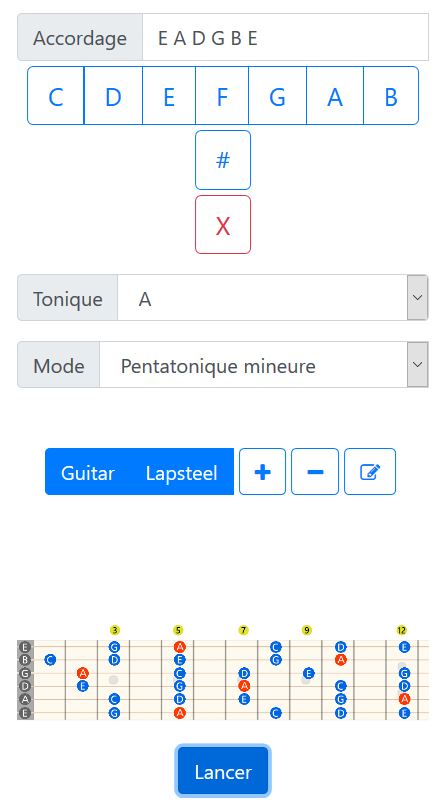 Accordage E A D G B E
C D E F G A B
#
X
Tonique A
Mode Pentatonique mineure
Guitar Lapsteel + −
3 5 7 9 12
E G A C D E
B C D E G A
G A C D E G
D E G A C D
A C D E G A
E G A C D E
Lancer